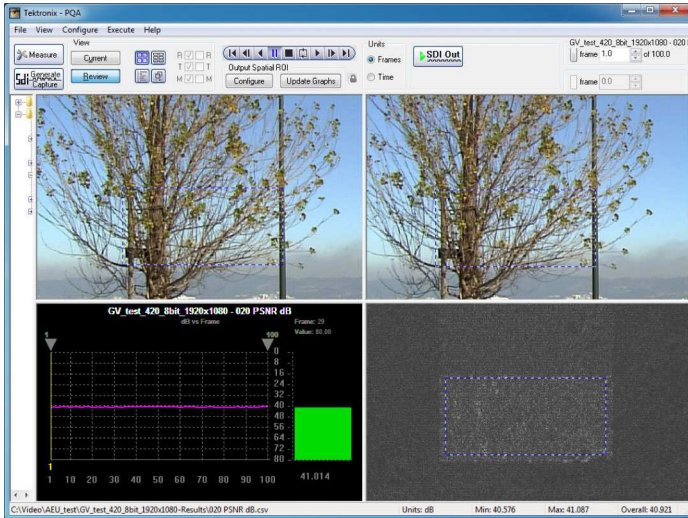 Tektronix - PQA
File View Configure Execute Help
Measure
View
Current
Review
Generate
Capture
R R
T T
M M
Output Spatial ROI
Configure Update Graphs
Units
Frames
Time
SDI Out
GV_test_420_8bit_1920x1080 - 020
frame 1.0 of 100.0
frame 0.0
GV_test_420_8bit_1920x1080 - 020 PSNR dB
dB vs Frame
Frame: 29
Value: 80.00
1 100
0
8
16
24
32
40
48
56
64
72
80
1
1 10 20 30 40 50 60 70 80 90 100
41.014
C:\Video\AEU_test\GV_test_420_8bit_1920x1080-Results\020 PSNR dB.csv Units: dB Min: 40.576 Max: 41.087 Overall: 40.921